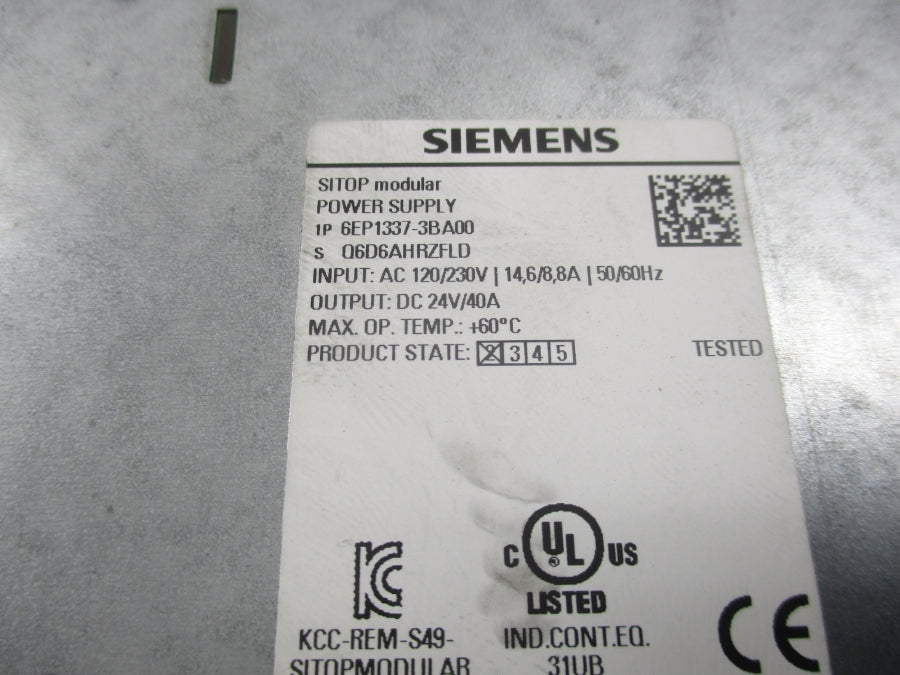 SIEMENS
SITOP modular
POWER SUPPLY
1P 6EP1337-3BA00
S Q6D6AHRZFLD
INPUT: AC 120/230V | 14,6/8,8A | 50/60Hz
OUTPUT: DC 24V/40A
MAX. OP. TEMP.: +60°C
PRODUCT STATE: 2 3 4 5 TESTED
C UL ® US
LISTED
KCC-REM-S49- IND.CONT.EQ.
SITOPMODULAR 31UB
CE